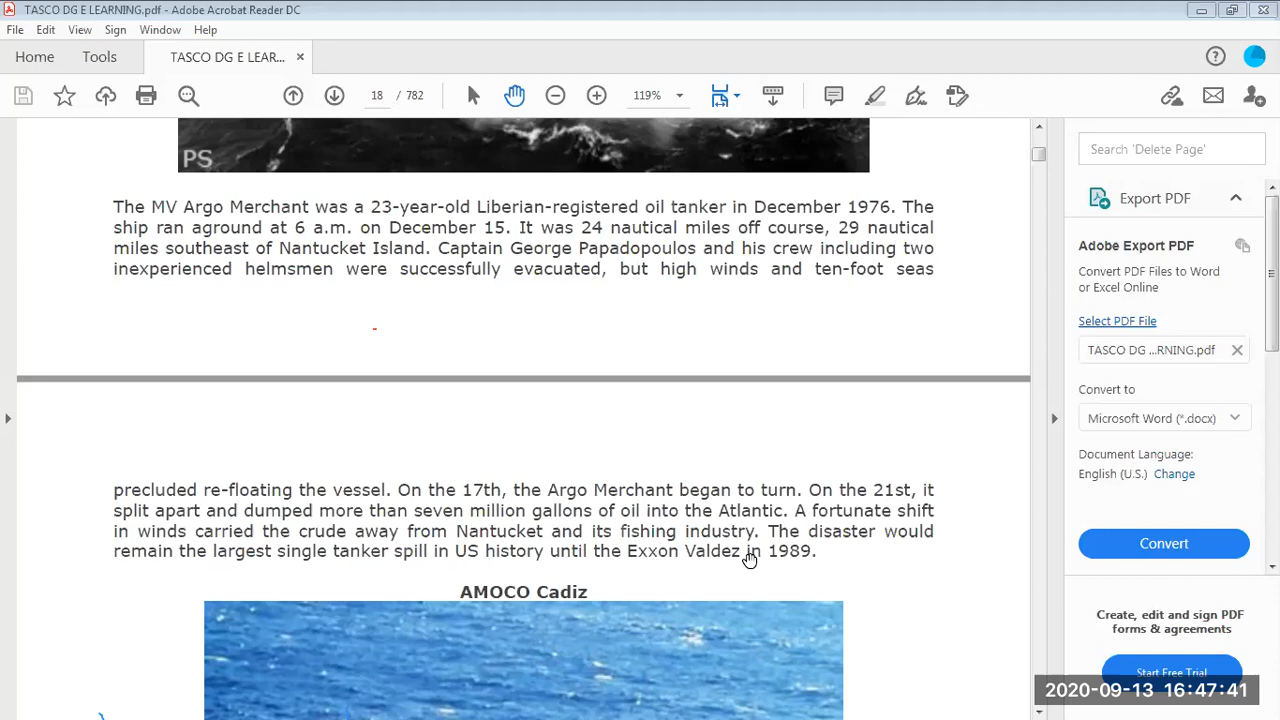 TASCO DG E LEARNING.pdf - Adobe Acrobat Reader DC
File Edit View Sign Window Help
Home Tools TASCO DG E LEAR... ×
18 / 782 119%
Search 'Delete Page'
PS
Export PDF
The MV Argo Merchant was a 23-year-old Liberian-registered oil tanker in December 1976. The
ship ran aground at 6 a.m. on December 15. It was 24 nautical miles off course, 29 nautical
miles southeast of Nantucket Island. Captain George Papadopoulos and his crew including two
inexperienced helmsmen were successfully evacuated, but high winds and ten-foot seas
precluded re-floating the vessel. On the 17th, the Argo Merchant began to turn. On the 21st, it
split apart and dumped more than seven million gallons of oil into the Atlantic. A fortunate shift
in winds carried the crude away from Nantucket and its fishing industry. The disaster would
remain the largest single tanker spill in US history until the Exxon Valdez in 1989.
AMOCO Cadiz
Adobe Export PDF
Convert PDF Files to Word
or Excel Online
Select PDF File
TASCO DG ...RNING.pdf
Convert to
Microsoft Word (*.docx)
Document Language:
English (U.S.) Change
Convert
Create, edit and sign PDF
forms & agreements
Start Free Trial
2020-09-13 16:47:41